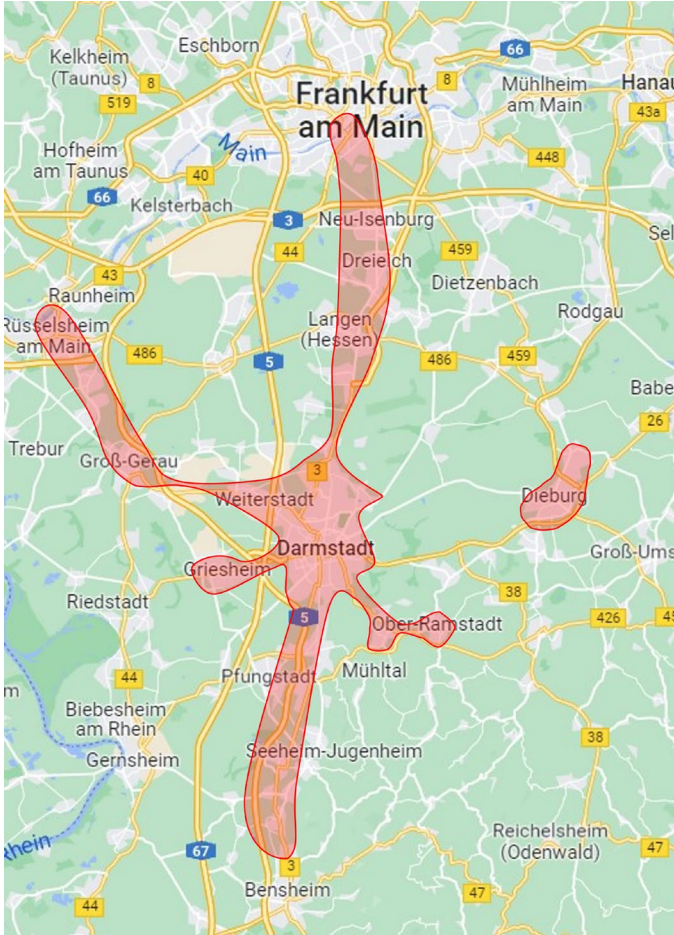 Eschborn
66
Kelkheim
(Taunus)
8
8
Frankfurt
am Main
Mühlheim
am Main
Hanau
519
43a
Main
Hofheim
am Taunus
448
40
66
Kelsterbach
3
Neu-Isenburg
Sel
44
459
Dreieich
43
Dietzenbach
Raunheim
Rodgau
Rüsselsheim
am Main
Langen
(Hessen)
486
5
486
459
Babe
26
Trebur
Groß-Gerau
3
Weiterstadt
Dieburg
Darmstadt
Groß-Ums
Griesheim
38
Riedstadt
5
Ober-Ramstadt
426
45
Mühltal
Pfungstadt
44
m
Biebesheim
am Rhein
38
Seeheim-Jugenheim
Gernsheim
Reichelsheim
(Odenwald)
Rhein
67
47
3
Bensheim
47
44